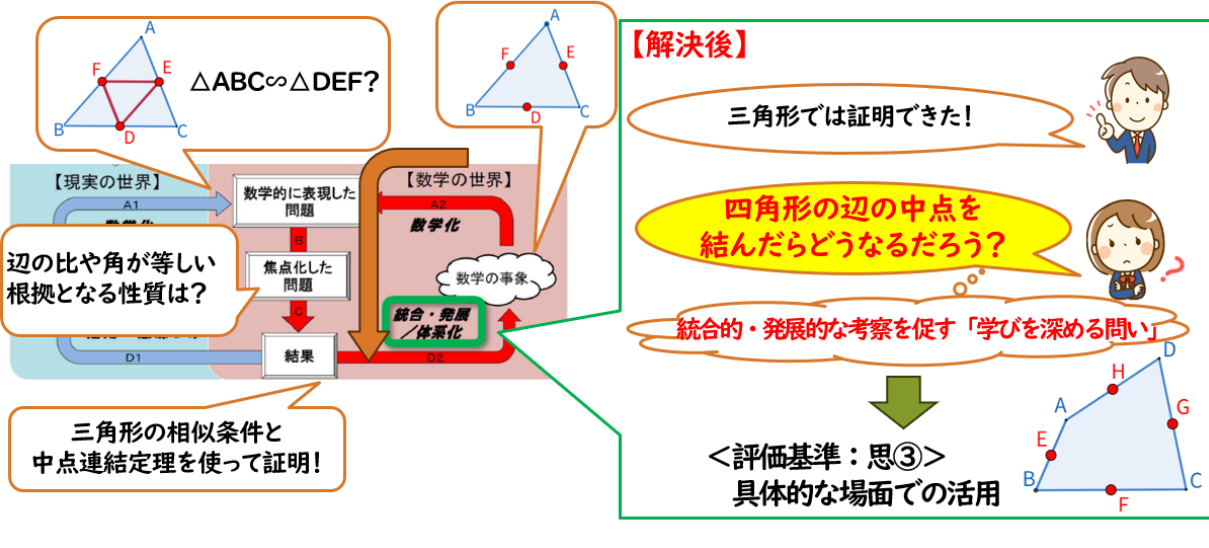 A
F
E
B
D
C
△ABC∽△DEF?
A
F
E
B
D
C
【現実の世界】
【数学の世界】
A1
数学的に表現した
問題
A2
数学化
B
辺の比や角が等しい
根拠となる性質は?
焦点化した
問題
数学の事象
C
統合・発展
/体系化
D1
結果
D2
三角形の相似条件と
中点連結定理を使って証明!
【解決後】
三角形では証明できた!
四角形の辺の中点を
結んだらどうなるだろう?
統合的・発展的な考察を促す「学びを深める問い」
<評価基準:思③>
具体的な場面での活用
D
H
A
G
E
B
F
C